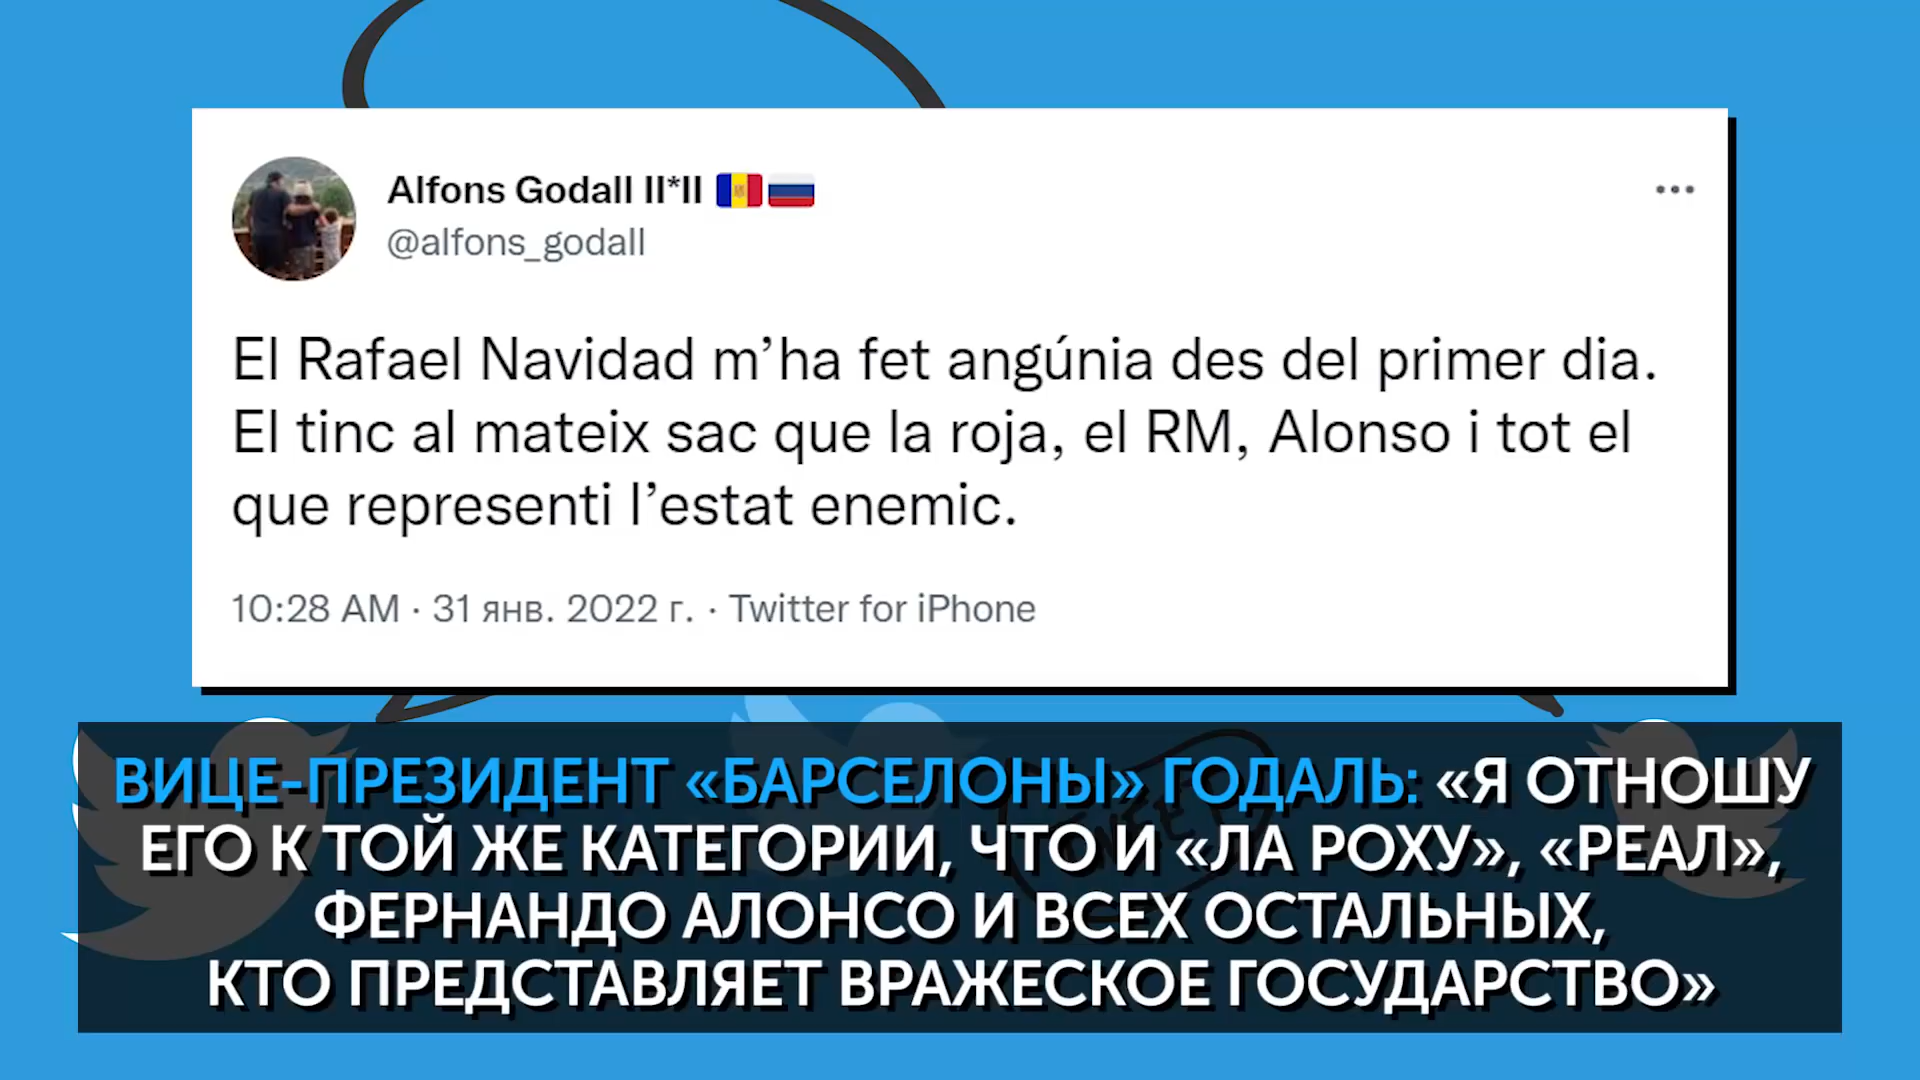 Alfons Godall II*II
@alfons_godall
El Rafael Navidad m’ha fet angúnia des del primer dia.
El tinc al mateix sac que la roja, el RM, Alonso i tot el
que representi l’estat enemic.
10:28 AM · 31 янв. 2022 г. · Twitter for iPhone
ВИЦЕ-ПРЕЗИДЕНТ «БАРСЕЛОНЫ» ГОДАЛЬ: «Я ОТНОШУ
ЕГО К ТОЙ ЖЕ КАТЕГОРИИ, ЧТО И «ЛА РОХУ», «РЕАЛ»,
ФЕРНАНДО АЛОНСО И ВСЕХ ОСТАЛЬНЫХ,
КТО ПРЕДСТАВЛЯЕТ ВРАЖЕСКОЕ ГОСУДАРСТВО»
TWEET